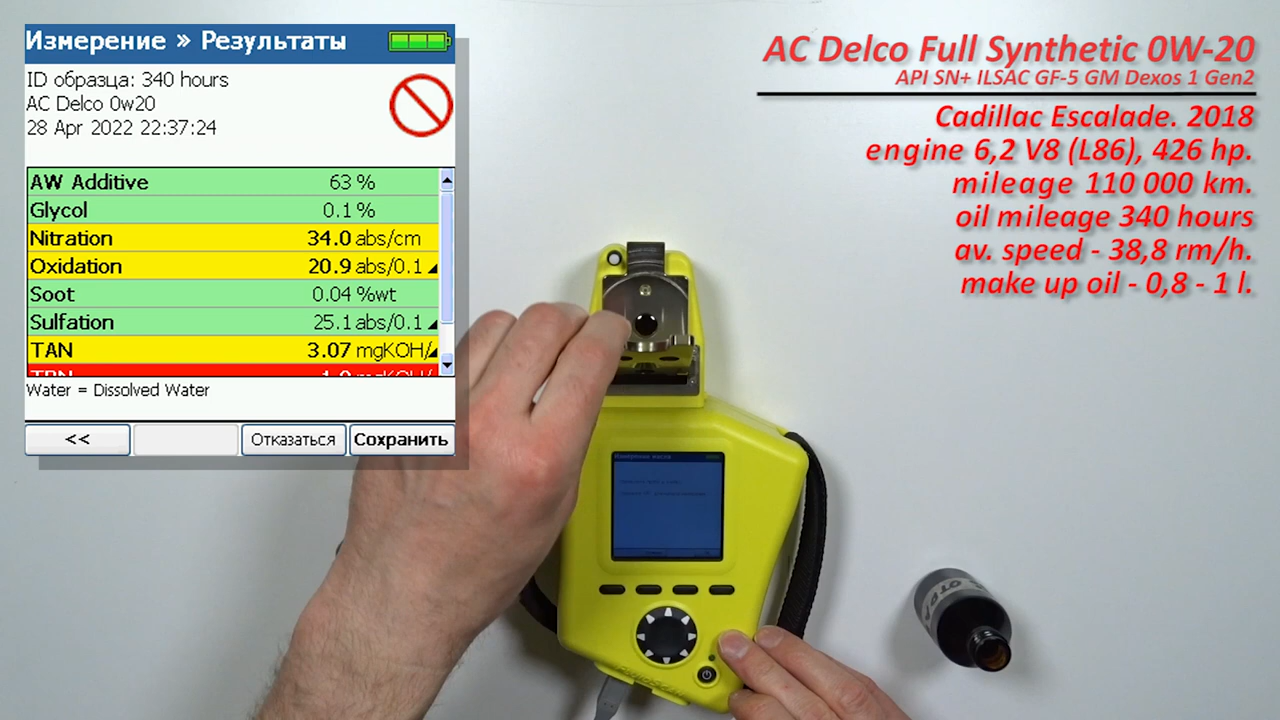 Измерение » Результаты
ID образца: 340 hours
AC Delco 0w20
28 Apr 2022 22:37:24
AW Additive 63 %
Glycol 0.1 %
Nitration 34.0 abs/cm
Oxidation 20.9 abs/0.1
Soot 0.04 %wt
Sulfation 25.1 abs/0.1
TAN 3.07 mgKOH/
Water = Dissolved Water
<<
Отказаться
Сохранить
AC Delco Full Synthetic 0W-20
API SN+ ILSAC GF-5 GM Dexos 1 Gen2
Cadillac Escalade. 2018
engine 6,2 V8 (L86), 426 hp.
mileage 110 000 km.
oil mileage 340 hours
av. speed - 38,8 rm/h.
make up oil - 0,8 - 1 l.